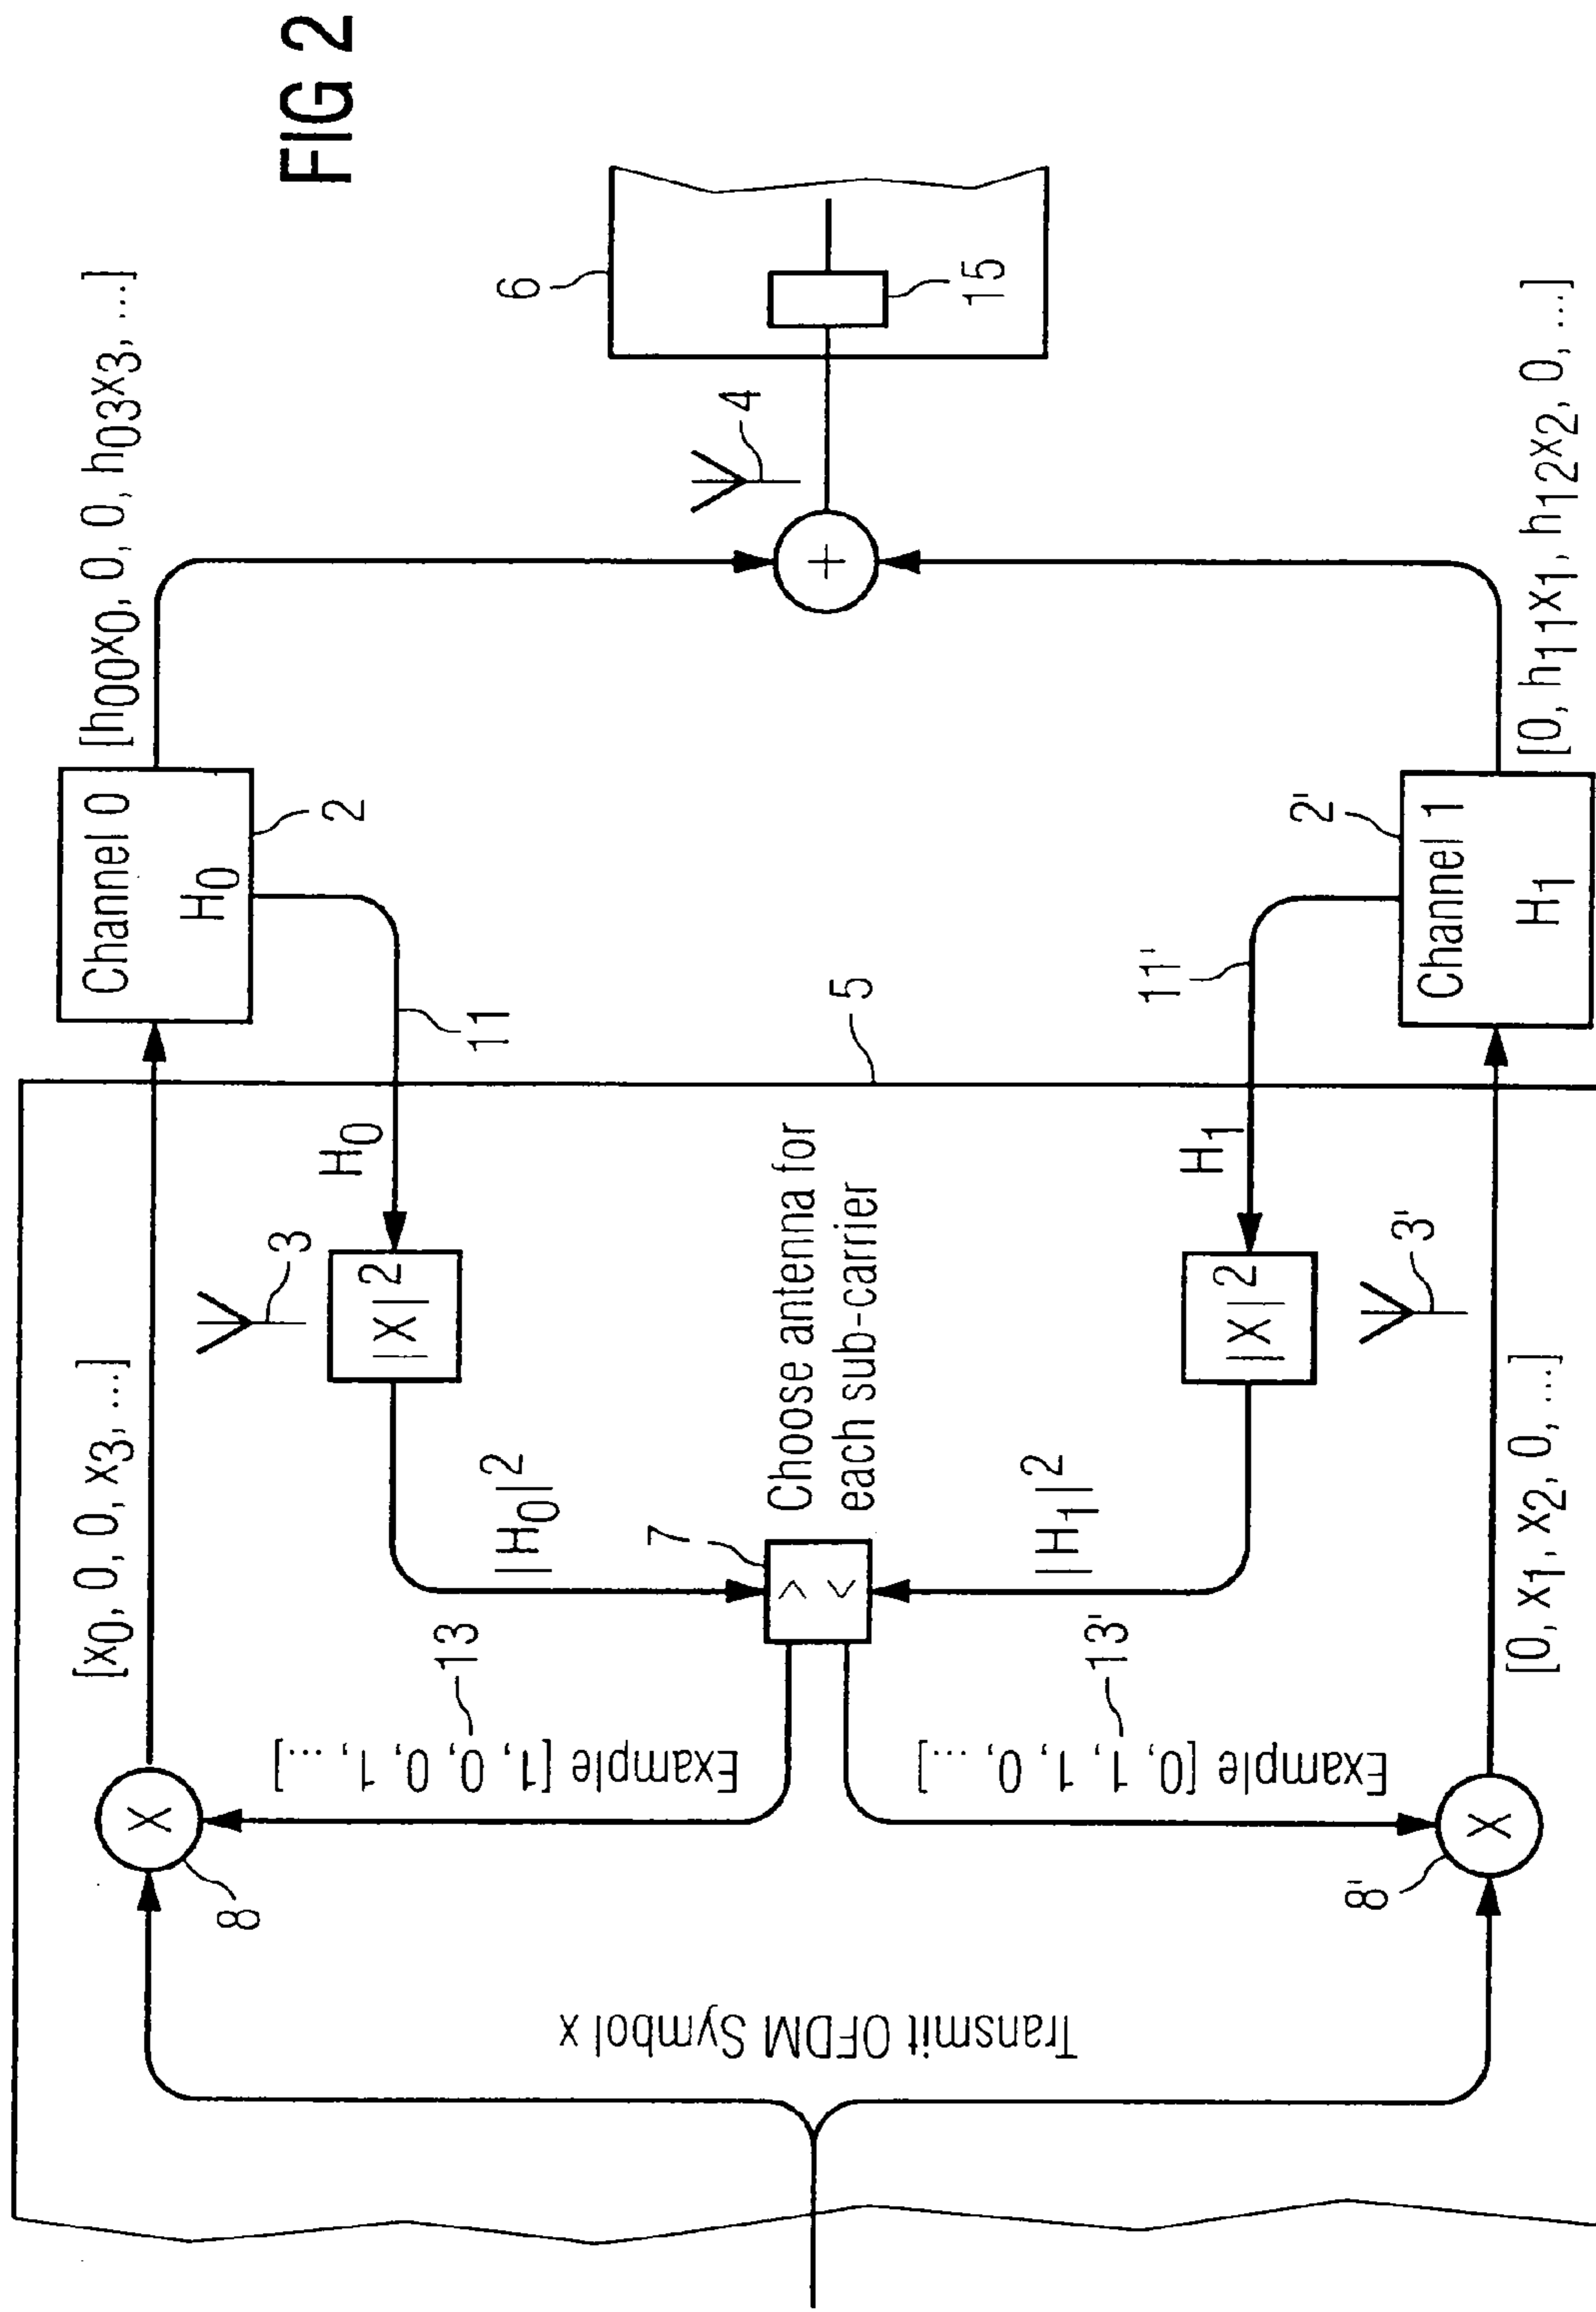 FIG 2
[h00x0, 0, 0, h03x3, ...]
Channel 0
H0
2
11
H0
3
|X|2
[x0, 0, 0, x3, ...]
|H0|2
13
Example [1, 0, 0, 1, ...]
X
8
Transmit OFDM Symbol x
7
> <
Choose antenna for
each sub-carrier
5
+
4
6
15
|H1|2
13'
Example [0, 1, 1, 0, ...]
X
8'
[0, x1, x2, 0, ...]
|X|2
3'
H1
11'
2'
Channel 1
H1
[0, h11x1, h12x2, 0, ...]